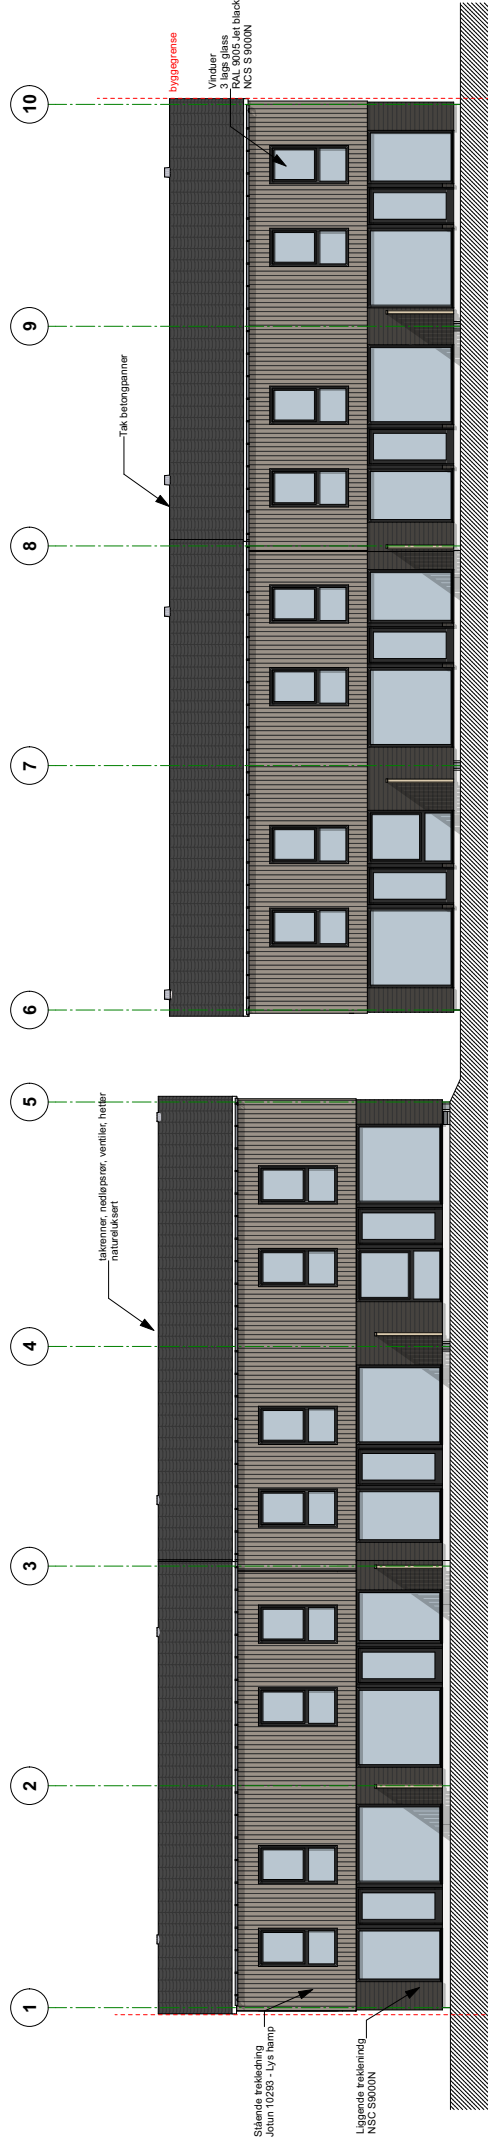 1
2
3
4
5
6
7
8
9
10
takrenner, nedløpsrør, ventiler, hetter
natureluksert
Tak betongpanner
byggegrense
Vinduer
3 lags glass
RAL 9005 Jet black
NCS S 9000N
Stående trekledning
Jotun 10293 - Lys hamp
Liggende treklenindg
NSC S9000N